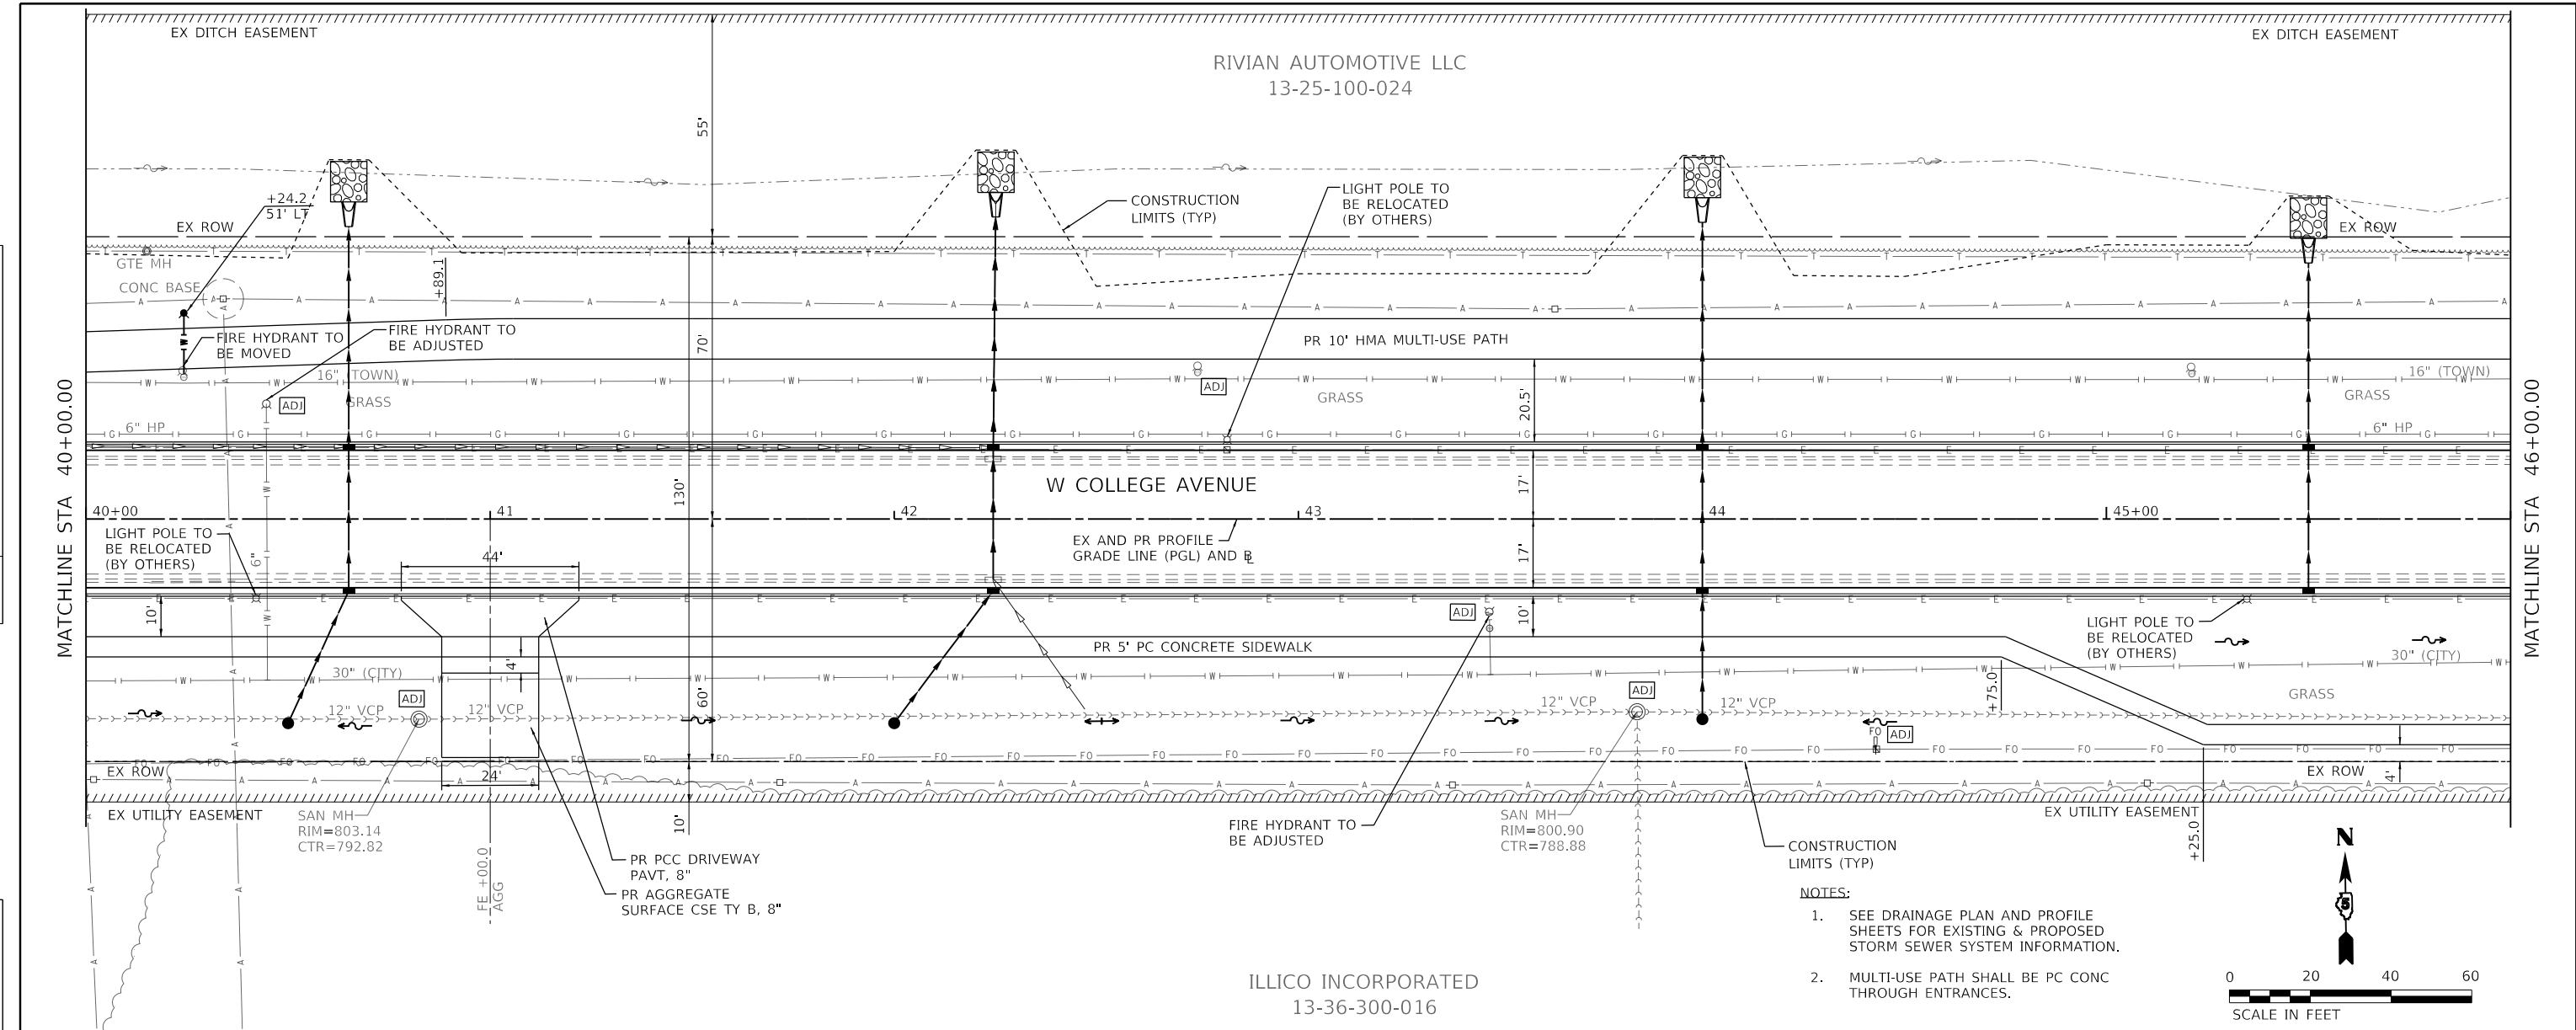 EX DITCH EASEMENT
EX DITCH EASEMENT
RIVIAN AUTOMOTIVE LLC
13-25-100-024
55'
+24.2
51' LT
EX ROW
CONSTRUCTION
LIMITS (TYP)
LIGHT POLE TO
BE RELOCATED
(BY OTHERS)
EX ROW
GTE MH
CONC BASE
+89.1
FIRE HYDRANT TO
BE MOVED
FIRE HYDRANT TO
BE ADJUSTED
70'
PR 10' HMA MULTI-USE PATH
16" (TOWN)
16" (TOWN)
ADJ
ADJ
GRASS
GRASS
GRASS
20.5'
6" HP
6" HP
MATCHLINE STA 40+00.00
MATCHLINE STA 46+00.00
W COLLEGE AVENUE
130'
17'
40+00
41
42
43
44
45+00
LIGHT POLE TO
BE RELOCATED
(BY OTHERS)
6"
44'
EX AND PR PROFILE
GRADE LINE (PGL) AND BL
17'
10'
ADJ
10'
LIGHT POLE TO
BE RELOCATED
(BY OTHERS)
PR 5' PC CONCRETE SIDEWALK
4'
30" (CITY)
30" (CITY)
ADJ
12" VCP
12" VCP
60'
12" VCP
ADJ
12" VCP
+75.0
GRASS
FO
ADJ
EX ROW
24'
EX ROW
4'
EX UTILITY EASEMENT
EX UTILITY EASEMENT
10'
SAN MH
RIM=803.14
CTR=792.82
FIRE HYDRANT TO
BE ADJUSTED
SAN MH
RIM=800.90
CTR=788.88
+25.0
CONSTRUCTION
LIMITS (TYP)
FE +00.0
AGG
PR PCC DRIVEWAY
PAVT, 8"
PR AGGREGATE
SURFACE CSE TY B, 8"
NOTES:
1. SEE DRAINAGE PLAN AND PROFILE
SHEETS FOR EXISTING & PROPOSED
STORM SEWER SYSTEM INFORMATION.
2. MULTI-USE PATH SHALL BE PC CONC
THROUGH ENTRANCES.
N
5
0 20 40 60
SCALE IN FEET
ILLICO INCORPORATED
13-36-300-016